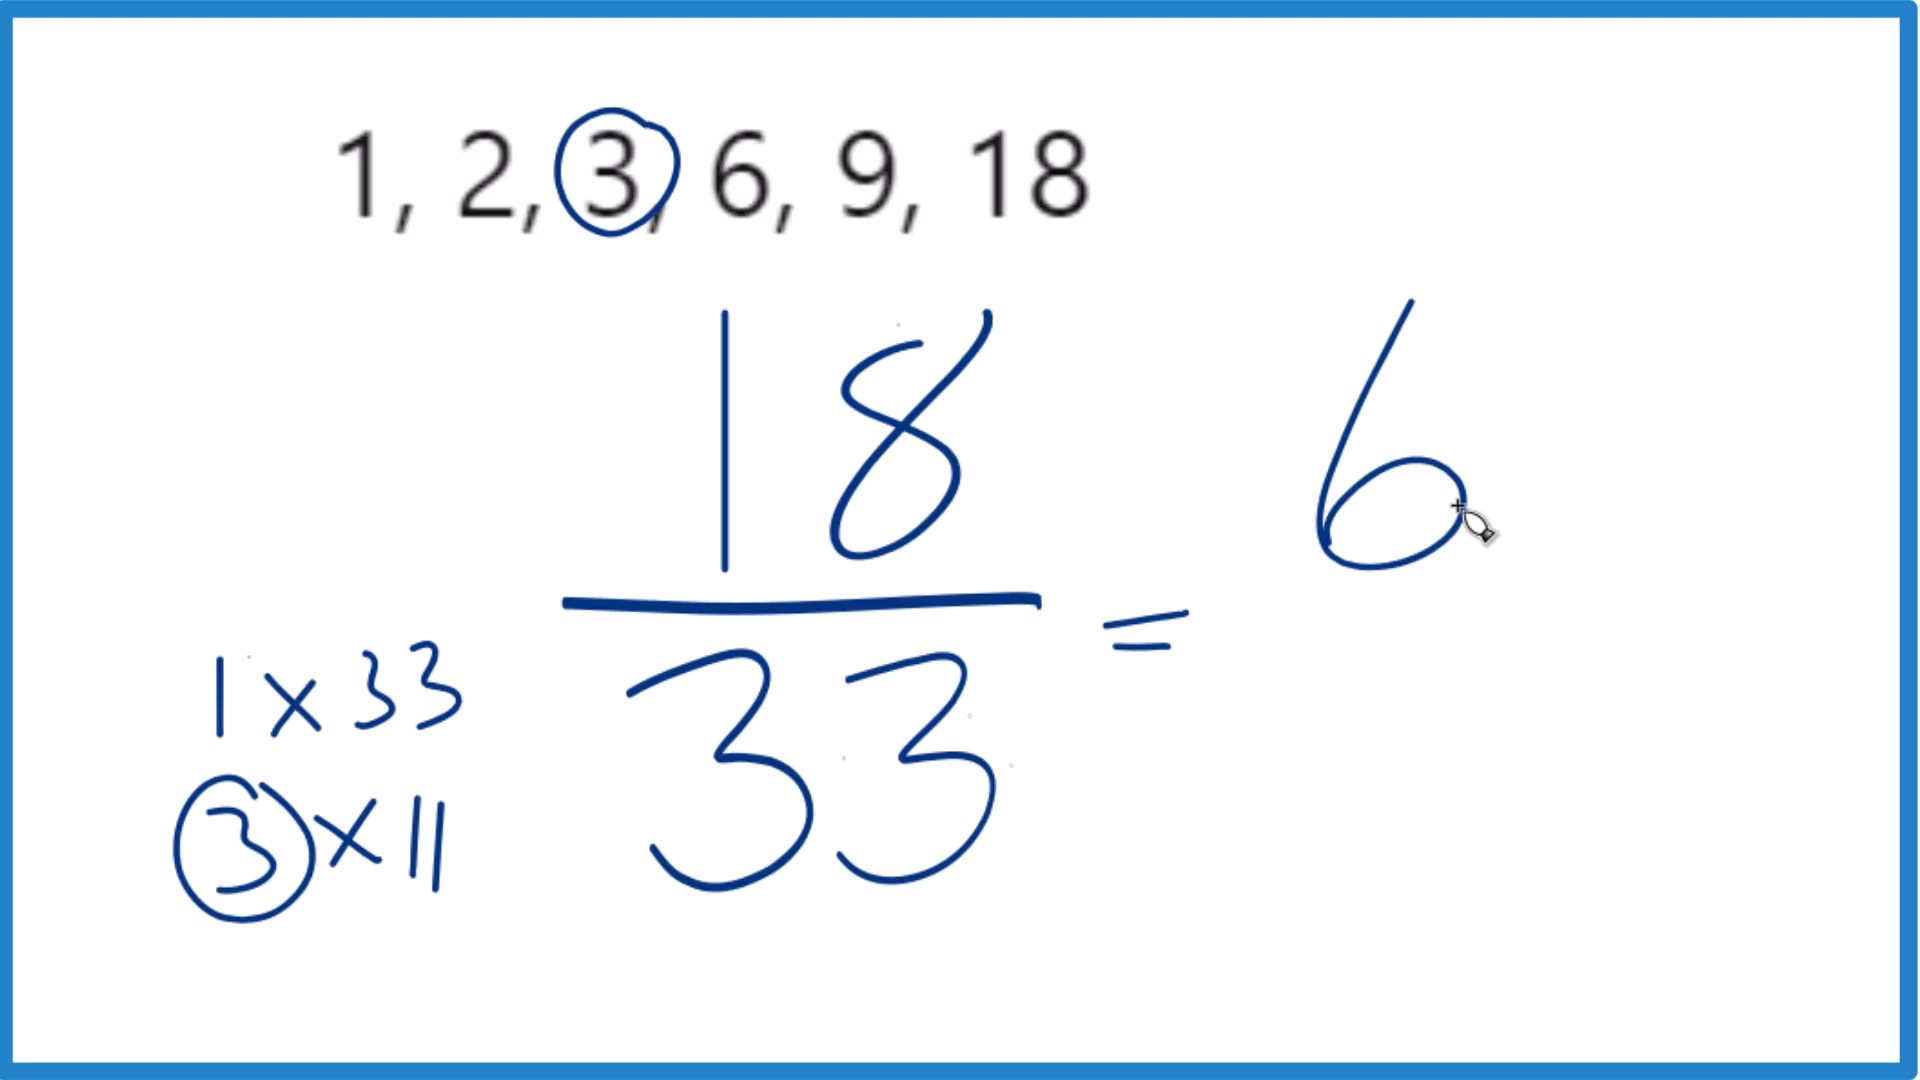 1, 2, 3, 6, 9, 18
18
33
= 6
1 x 33
3 x 11